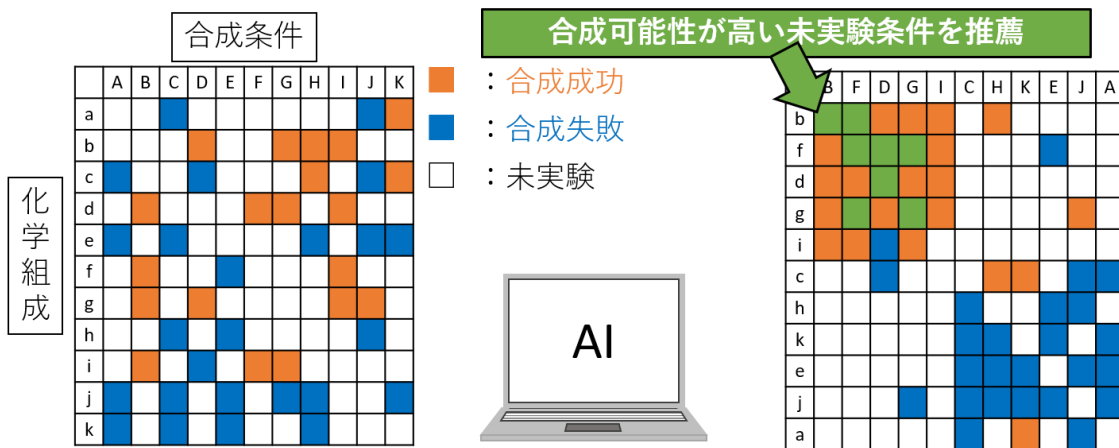 合成条件
A B C D E F G H I J K
a
b
c
d
e
f
g
h
i
j
k
化学組成
：合成成功
：合成失敗
：未実験
AI
合成可能性が高い未実験条件を推薦
B F D G I C H K E J A
b
f
d
g
i
c
h
k
e
j
a